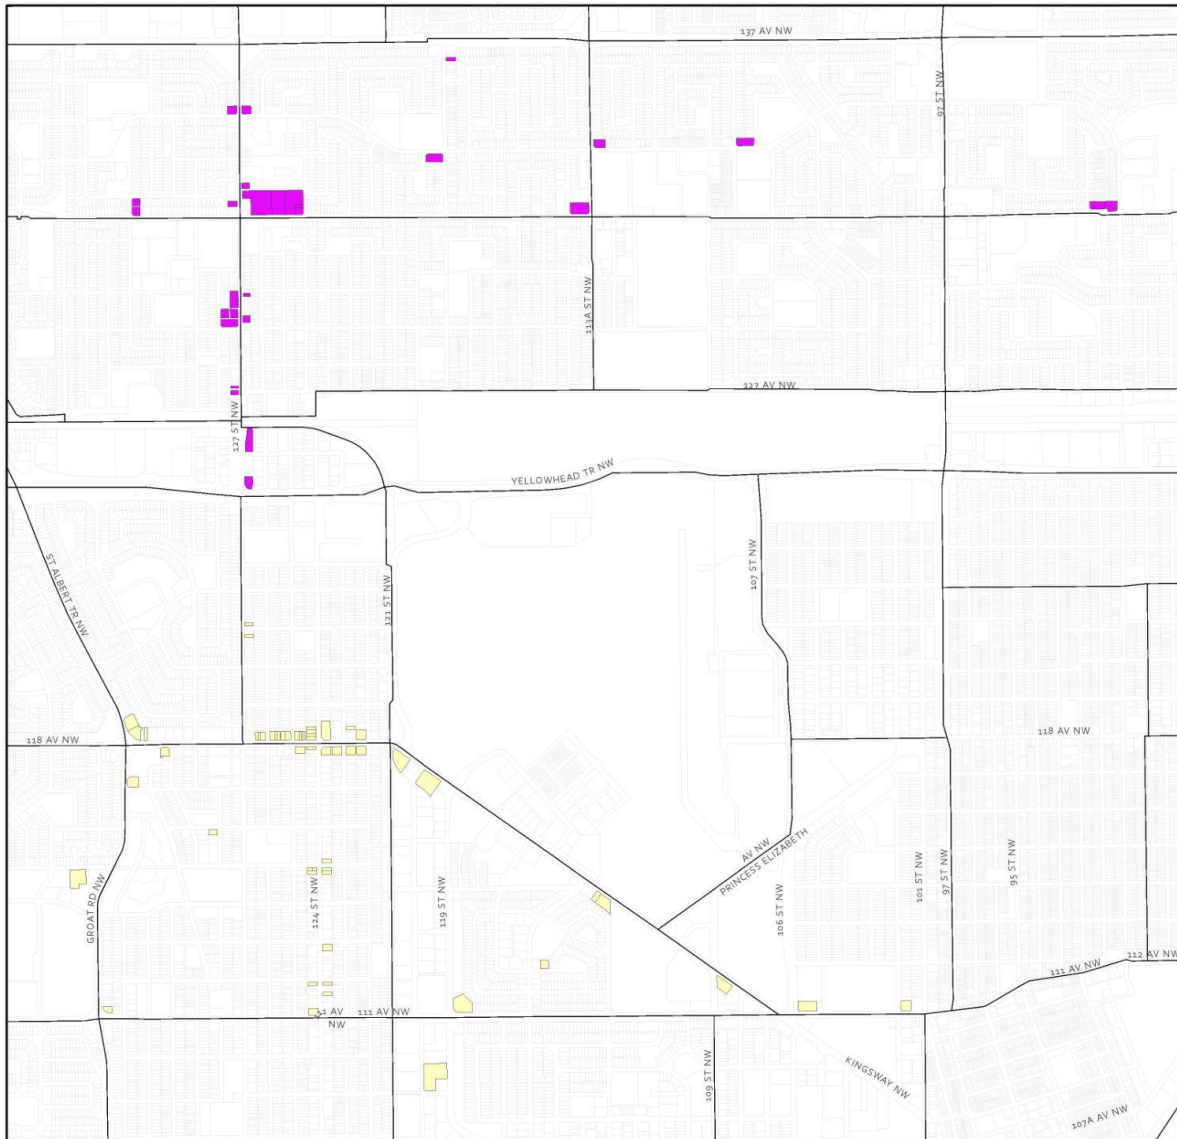 137 AV NW
97 ST NW
113A ST NW
127 AV NW
127 ST NW
YELLOWHEAD TR NW
ST ALBERT TR NW
121 ST NW
107 ST NW
118 AV NW
118 AV NW
AV NW
PRINCESS ELIZABETH
GROAT RD NW
124 ST NW
119 ST NW
106 ST NW
101 ST NW
97 ST NW
95 ST NW
112 AV NW
111 AV NW
AV
NW
111 AV NW
109 ST NW
KINGSWAY NW
107A AV NW